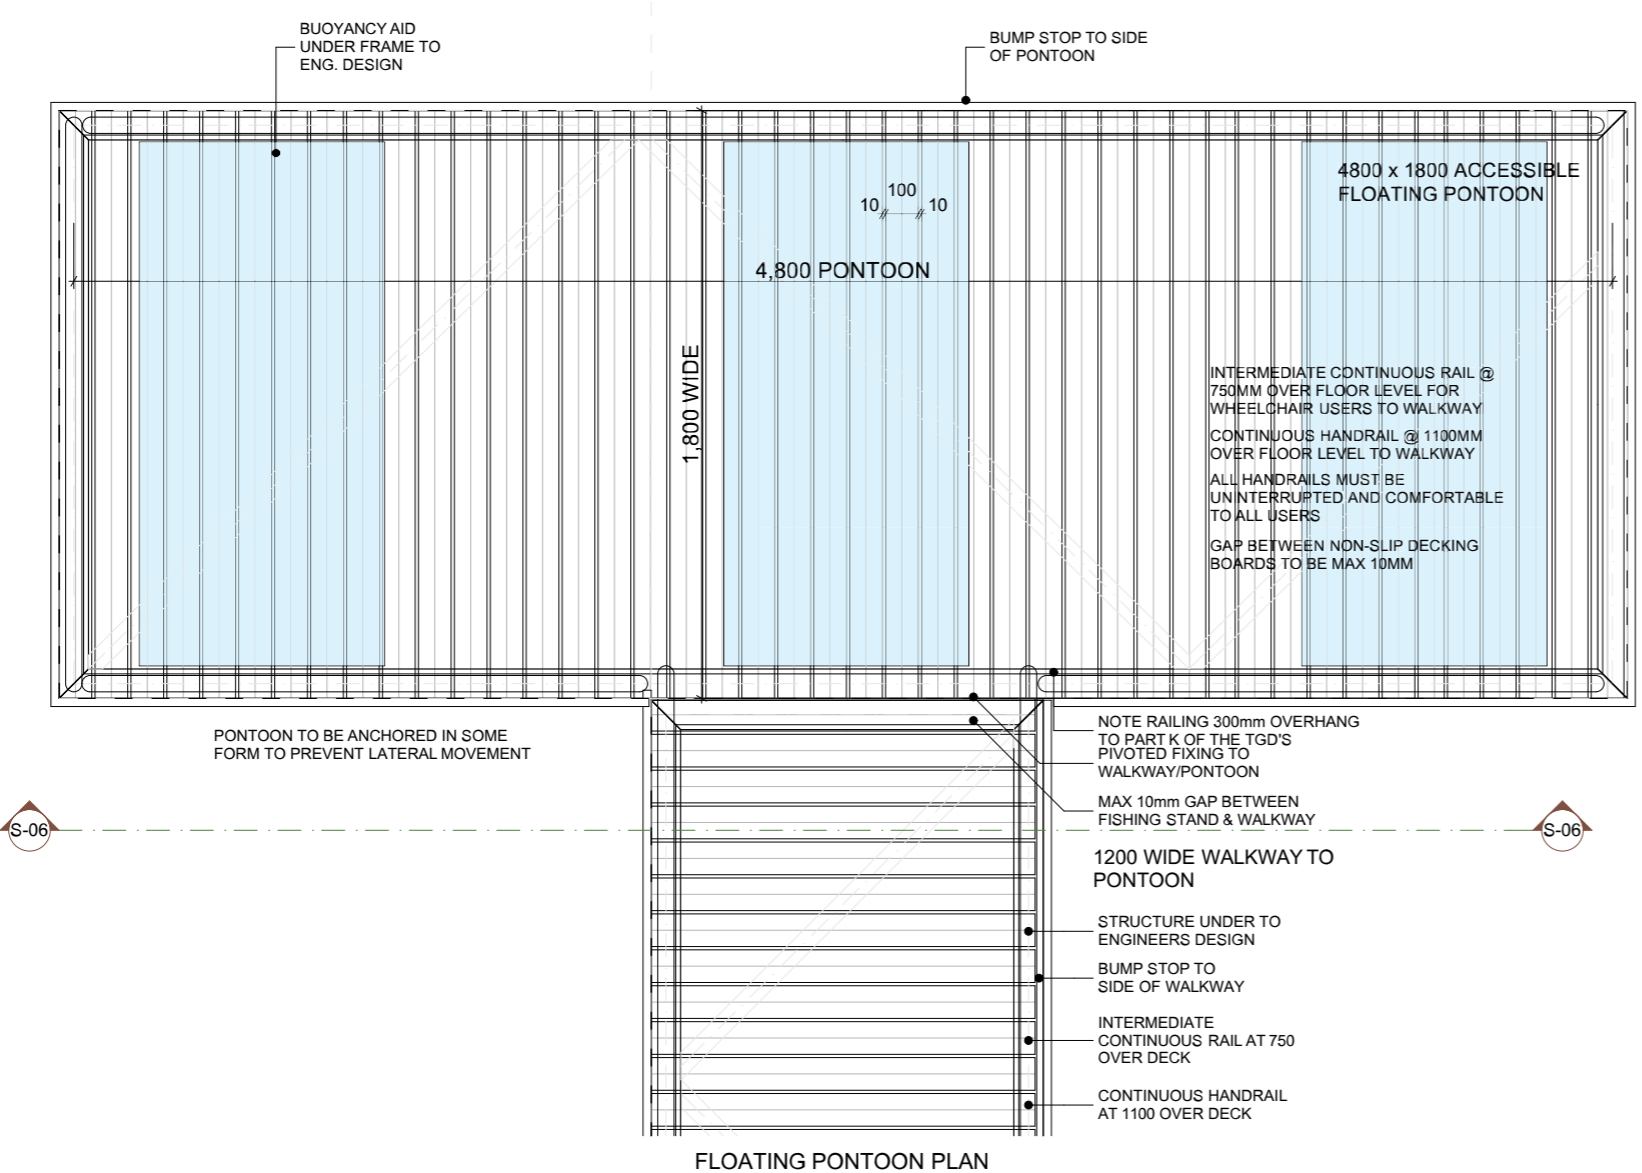 BUOYANCY AID
UNDER FRAME TO
ENG. DESIGN
BUMP STOP TO SIDE
OF PONTOON
4800 x 1800 ACCESSIBLE
FLOATING PONTOON
100
10
10
4,800 PONTOON
1,800 WIDE
INTERMEDIATE CONTINUOUS RAIL @
750MM OVER FLOOR LEVEL FOR
WHEELCHAIR USERS TO WALKWAY
CONTINUOUS HANDRAIL @ 1100MM
OVER FLOOR LEVEL TO WALKWAY
ALL HANDRAILS MUST BE
UNINTERRUPTED AND COMFORTABLE
TO ALL USERS
GAP BETWEEN NON-SLIP DECKING
BOARDS TO BE MAX 10MM
PONTOON TO BE ANCHORED IN SOME
FORM TO PREVENT LATERAL MOVEMENT
NOTE RAILING 300mm OVERHANG
TO PART K OF THE TGD'S
PIVOTED FIXING TO
WALKWAY/PONTOON
MAX 10mm GAP BETWEEN
FISHING STAND & WALKWAY
S-06
S-06
1200 WIDE WALKWAY TO
PONTOON
STRUCTURE UNDER TO
ENGINEERS DESIGN
BUMP STOP TO
SIDE OF WALKWAY
INTERMEDIATE
CONTINUOUS RAIL AT 750
OVER DECK
CONTINUOUS HANDRAIL
AT 1100 OVER DECK
FLOATING PONTOON PLAN